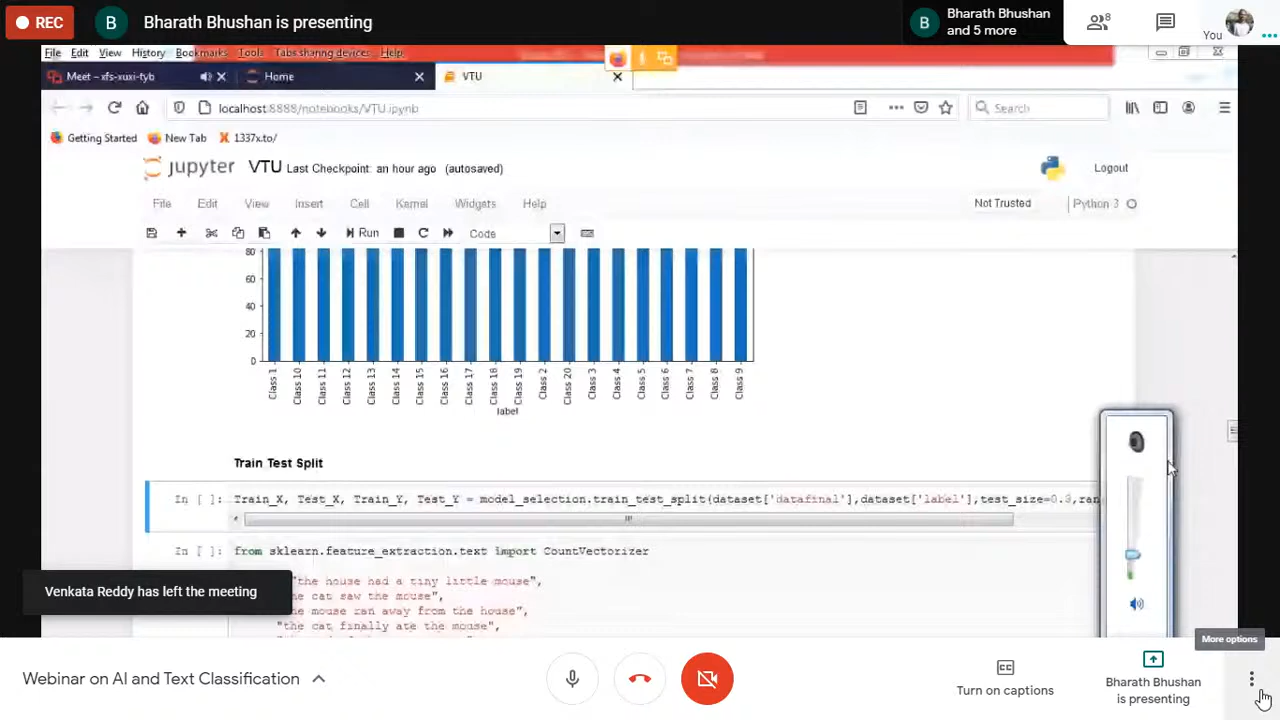 REC
B
Bharath Bhushan is presenting
B
Bharath Bhushan
and 5 more
8
You
File Edit View History Bookmarks Tools Tabs sharing devices Help
Meet – xfs-xuxi-fyb
Home
VTU
localhost:8888/notebooks/VTU.ipynb
Search
Getting Started
New Tab
1337x.to/
jupyter
VTU Last Checkpoint: an hour ago (autosaved)
Logout
File Edit View Insert Cell Kernel Widgets Help
Not Trusted
Python 3
Run
Code
80
60
40
20
0
Class 1
Class 10
Class 11
Class 12
Class 13
Class 14
Class 15
Class 16
Class 17
Class 18
Class 19
Class 2
Class 20
Class 3
Class 4
Class 5
Class 6
Class 7
Class 8
Class 9
label
Train Test Split
In [ ]: Train_X, Test_X, Train_Y, Test_Y = model_selection.train_test_split(dataset['datafinal'],dataset['label'],test_size=0.3,ran
In [ ]: from sklearn.feature_extraction.text import CountVectorizer
"the house had a tiny little mouse",
the cat saw the mouse",
the mouse ran away from the house",
"the cat finally ate the mouse",
Venkata Reddy has left the meeting
More options
Webinar on AI and Text Classification
Turn on captions
Bharath Bhushan
is presenting